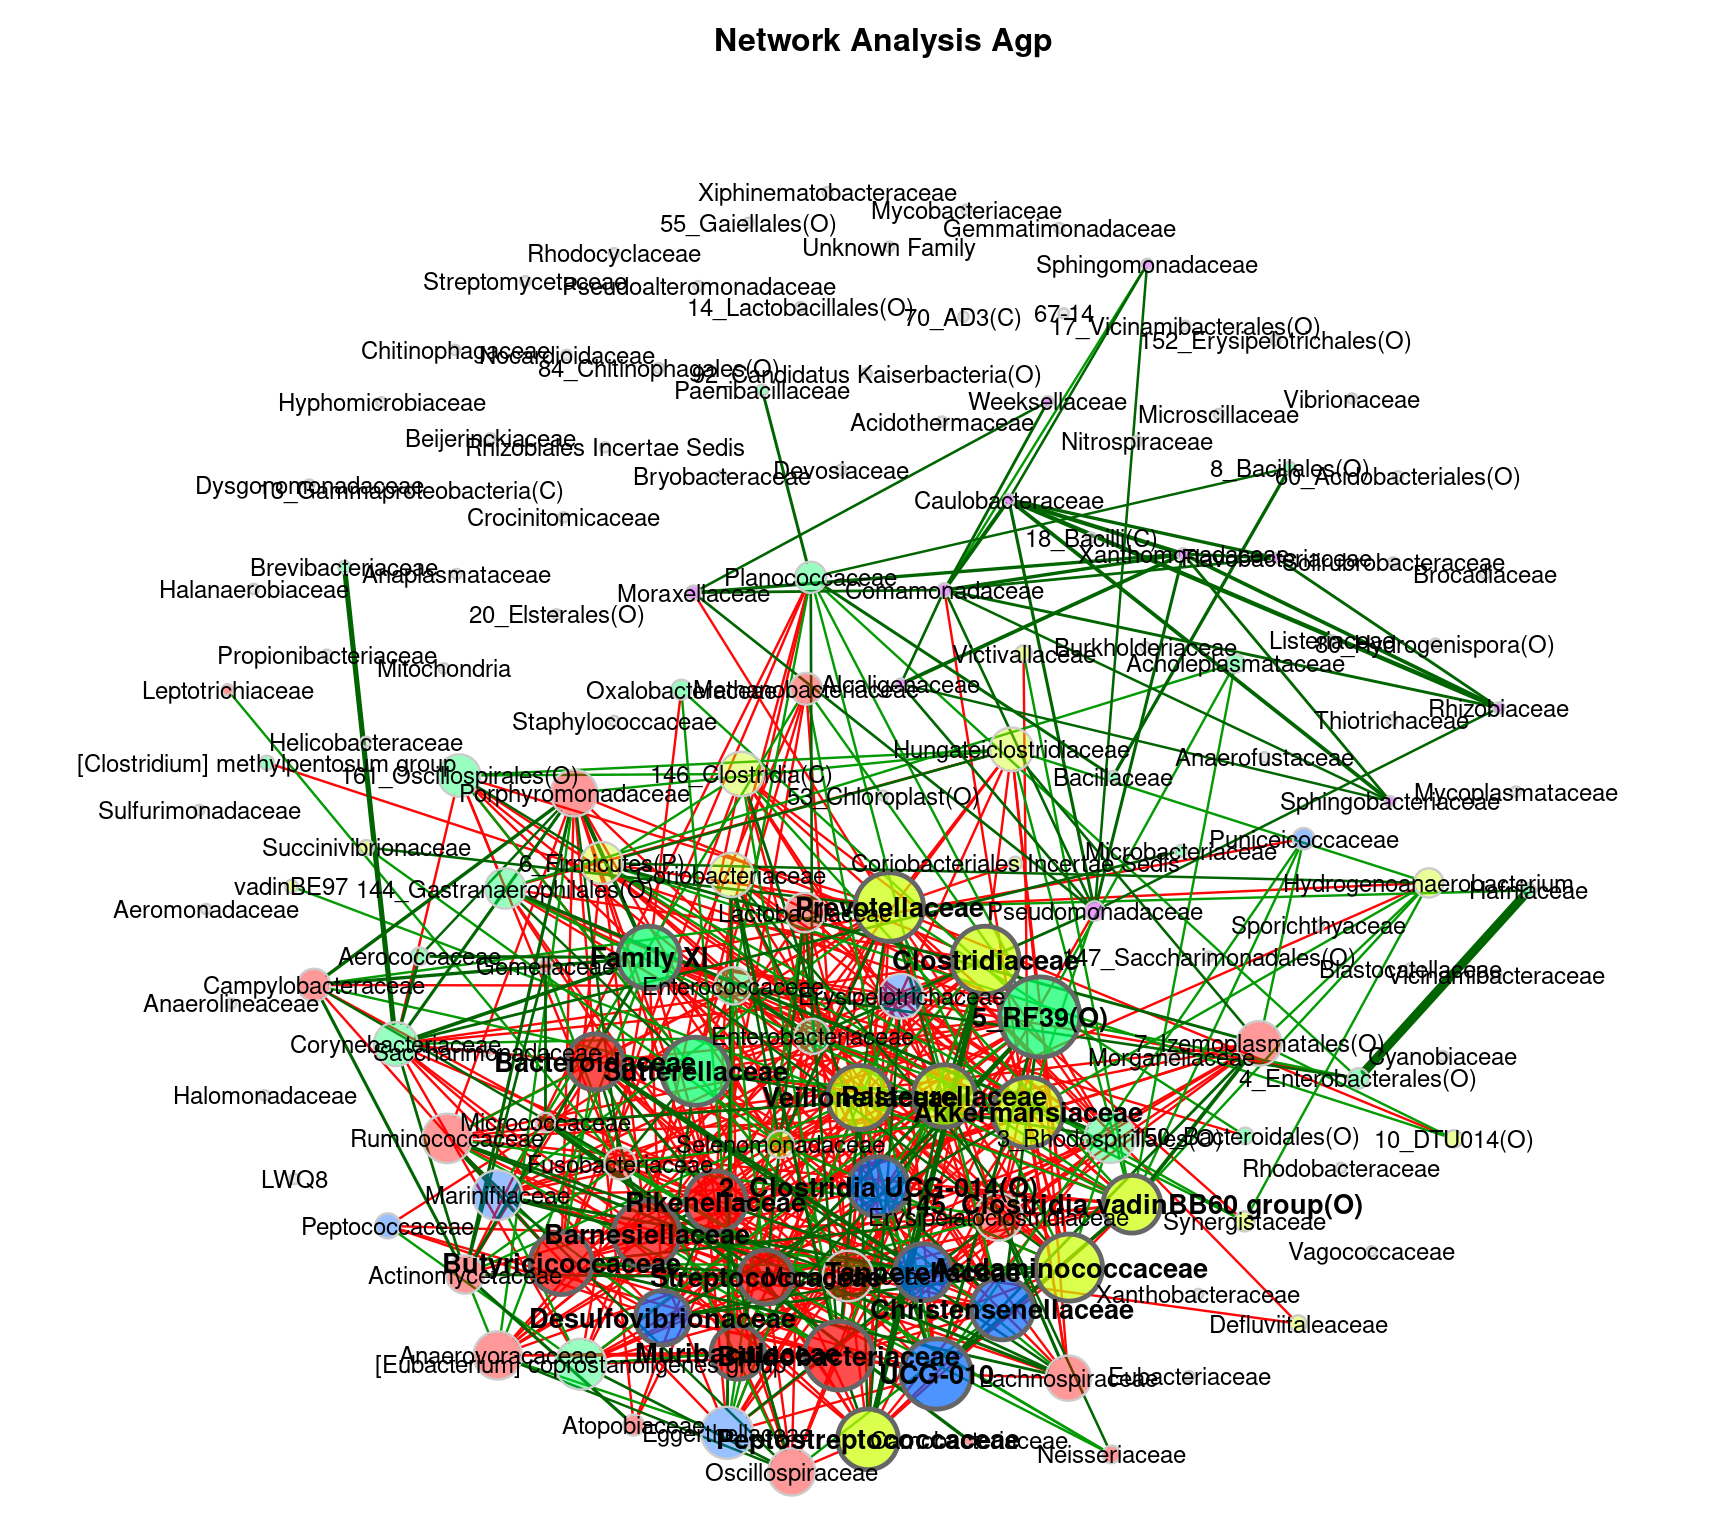 Network Analysis Agp
Xiphinematobacteraceae
Mycobacteriaceae
55_Gaiellales(O)
Gemmatimonadaceae
Unknown Family
Rhodocyclaceae
Sphingomonadaceae
Streptomycetaceae
Pseudoalteromonadaceae
14_Lactobacillales(O)
70_AD3(C)
67-14
17_Vicinamibacterales(O)
152_Erysipelotrichales(O)
Chitinophagaceae
Nocardioidaceae
84_Chitinophagales(O)
92_Candidatus Kaiserbacteria(O)
Paenibacillaceae
Hyphomicrobiaceae
Weeksellaceae
Vibrionaceae
Microscillaceae
Acidothermaceae
Beijerinckiaceae
Rhizobiales Incertae Sedis
Nitrospiraceae
8_Bacillales(O)
60_Acidobacteriales(O)
Bryobacteraceae
Devosiaceae
Dysgonomonadaceae
13_Gammaproteobacteria(C)
Caulobacteraceae
Crocinitomicaceae
18_Bacilli(C)
Xanthomonadaceae
Flavobacteriaceae
Solirubrobacteraceae
Brocadiaceae
Brevibacteriaceae
Anaplasmataceae
Halanaerobiaceae
Planococcaceae
Moraxellaceae
Comamonadaceae
20_Elsterales(O)
Propionibacteriaceae
Mitochondria
Victivallaceae
Burkholderiaceae
Listeriaceae
80_Hydrogenispora(O)
Acholeplasmataceae
Leptotrichiaceae
Oxalobacteraceae
Methanobacteriaceae
Alcaligenaceae
Rhizobiaceae
Staphylococcaceae
Thiotrichaceae
Helicobacteraceae
[Clostridium] methylpentosum group
161_Oscillospirales(O)
146_Clostridia(C)
Hungateiclostridiaceae
Anaerofustaceae
Bacillaceae
Porphyromonadaceae
53_Chloroplast(O)
Sphingobacteriaceae
Mycoplasmataceae
Sulfurimonadaceae
Puniceicoccaceae
Succinivibrionaceae
Microbacteriaceae
6_Firmicutes(P)
Coriobacteriaceae
Coriobacteriales Incertae Sedis
vadinBE97
144_Gastranaerophilales(O)
Hydrogenoanaerobacterium
Hafniaceae
Aeromonadaceae
Lactobacillaceae
Prevotellaceae
Pseudomonadaceae
Sporichthyaceae
Aerococcaceae
Gemellaceae
Family XI
Clostridiaceae
147_Saccharimonadales(O)
Blastocatellaceae
Vicinamibacteraceae
Campylobacteraceae
Enterococcaceae
Erysipelotrichaceae
Anaerolineaceae
5_RF39(O)
Enterobacteriaceae
Corynebacteriaceae
Saccharimonadaceae
7_Izemoplasmatales(O)
Morganellaceae
Cyanobiaceae
Bacteroidaceae
Sutterellaceae
4_Enterobacterales(O)
Halomonadaceae
Veillonellaceae
Pasteurellaceae
Akkermansiaceae
Micrococcaceae
Ruminococcaceae
Selenomonadaceae
3_Rhodospirillales(O)
150_Bacteroidales(O)
10_DTU014(O)
Fusobacteriaceae
Rhodobacteraceae
LWQ8
Marinifilaceae
2_Clostridia UCG-014(O)
Rikenellaceae
145_Clostridia vadinBB60 group(O)
Peptococcaceae
Erysipelatoclostridiaceae
Synergistaceae
Barnesiellaceae
Vagococcaceae
Butyricicoccaceae
Actinomycetaceae
Streptococcaceae
Tannerellaceae
Acidaminococcaceae
Xanthobacteraceae
Desulfovibrionaceae
Christensenellaceae
Defluviitaleaceae
Anaerovoracaceae
[Eubacterium] coprostanoligenes group
Muribaculaceae
Bifidobacteriaceae
UCG-010
Lachnospiraceae
Eubacteriaceae
Atopobiaceae
Eggerthellaceae
Peptostreptococcaceae
Carnobacteriaceae
Neisseriaceae
Oscillospiraceae